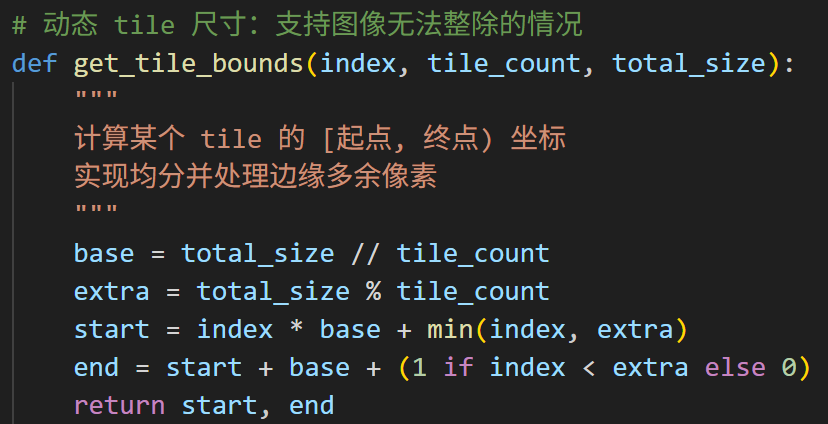 # 动态 tile 尺寸：支持图像无法整除的情况
def get_tile_bounds(index, tile_count, total_size):
    """
    计算某个 tile 的 [起点, 终点) 坐标
    实现均分并处理边缘多余像素
    """
    base = total_size // tile_count
    extra = total_size % tile_count
    start = index * base + min(index, extra)
    end = start + base + (1 if index < extra else 0)
    return start, end